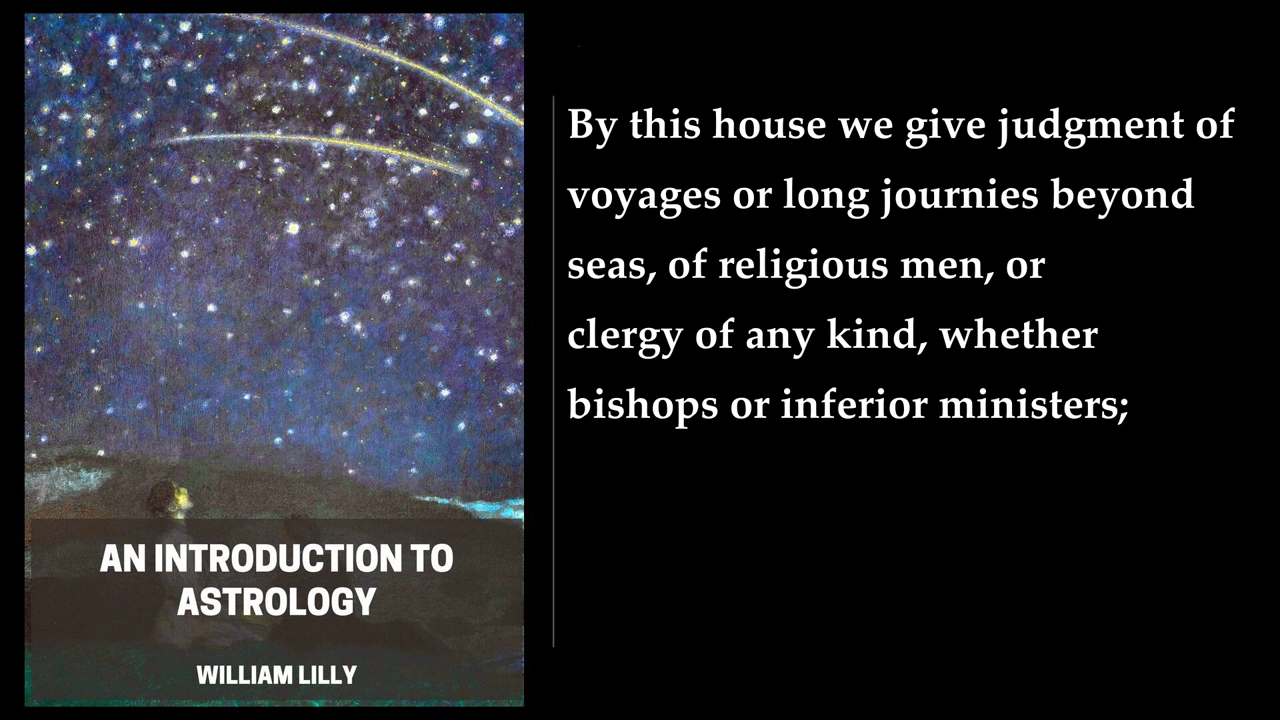 By this house we give judgment of
voyages or long journies beyond
seas, of religious men, or
clergy of any kind, whether
bishops or inferior ministers;
AN INTRODUCTION TO
ASTROLOGY
WILLIAM LILLY